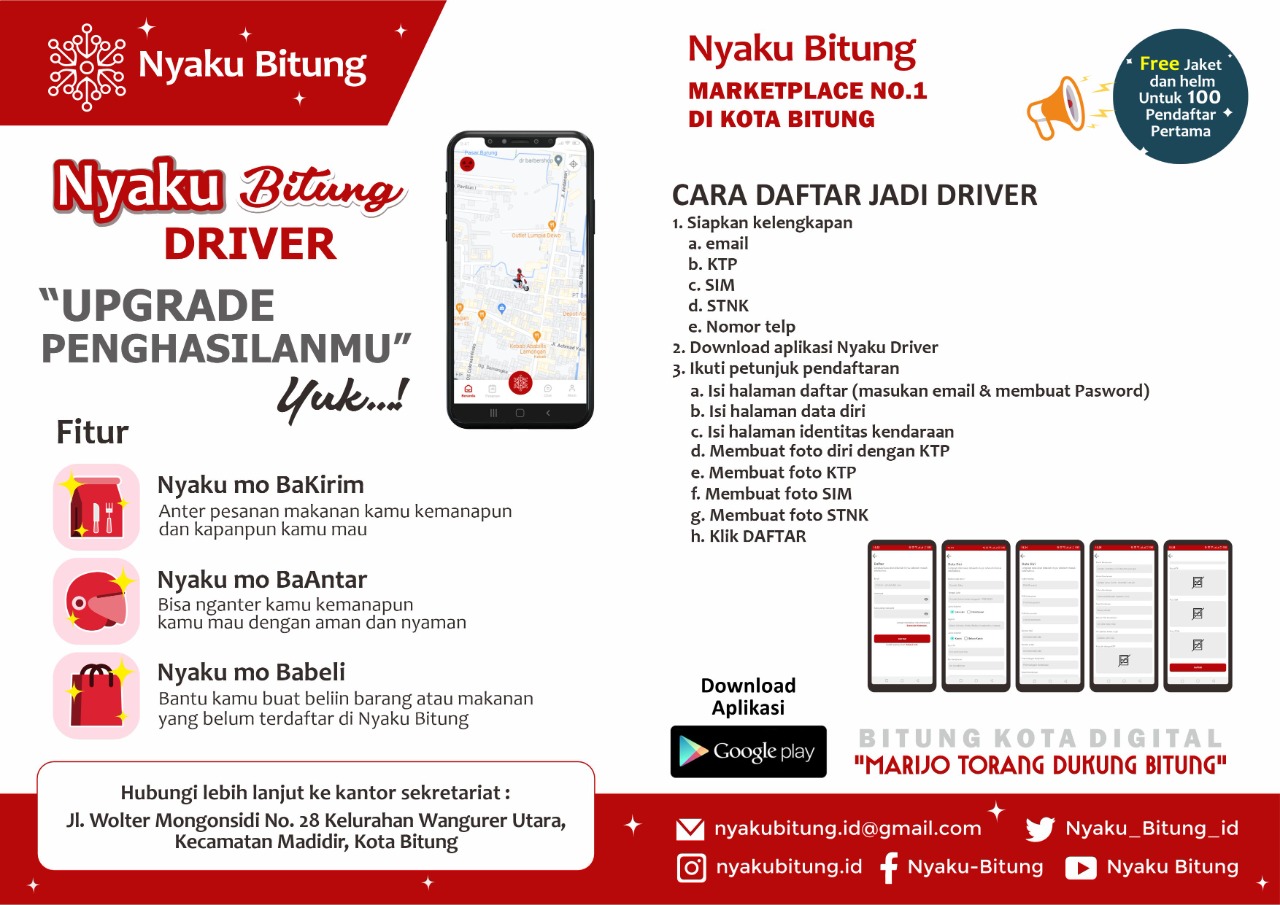 Nyaku Bitung
Nyaku Bitung
DRIVER
“UPGRADE
PENGHASILANMU”
Yuk...!
Fitur
Nyaku mo BaKirim
Anter pesanan makanan kamu kemanapun
dan kapanpun kamu mau
Nyaku mo BaAntar
Bisa nganter kamu kemanapun
kamu mau dengan aman dan nyaman
Nyaku mo Babeli
Bantu kamu buat beliin barang atau makanan
yang belum terdaftar di Nyaku Bitung
Hubungi lebih lanjut ke kantor sekretariat :
Jl. Wolter Mongonsidi No. 28 Kelurahan Wangurer Utara,
Kecamatan Madidir, Kota Bitung
dr barbershop
Outlet Lumpia Dewo
Beranda
Nyaku Bitung
MARKETPLACE NO.1
DI KOTA BITUNG
Free Jaket
dan helm
Untuk 100
Pendaftar
Pertama
CARA DAFTAR JADI DRIVER
1. Siapkan kelengkapan
a. email
b. KTP
c. SIM
d. STNK
e. Nomor telp
2. Download aplikasi Nyaku Driver
3. Ikuti petunjuk pendaftaran
a. Isi halaman daftar (masukan email & membuat Pasword)
b. Isi halaman data diri
c. Isi halaman identitas kendaraan
d. Membuat foto diri dengan KTP
e. Membuat foto KTP
f. Membuat foto SIM
g. Membuat foto STNK
h. Klik DAFTAR
Download
Aplikasi
Google play
BITUNG KOTA DIGITAL
"MARIJO TORANG DUKUNG BITUNG"
nyakubitung.id@gmail.com
Nyaku_Bitung_id
nyakubitung.id
Nyaku-Bitung
Nyaku Bitung